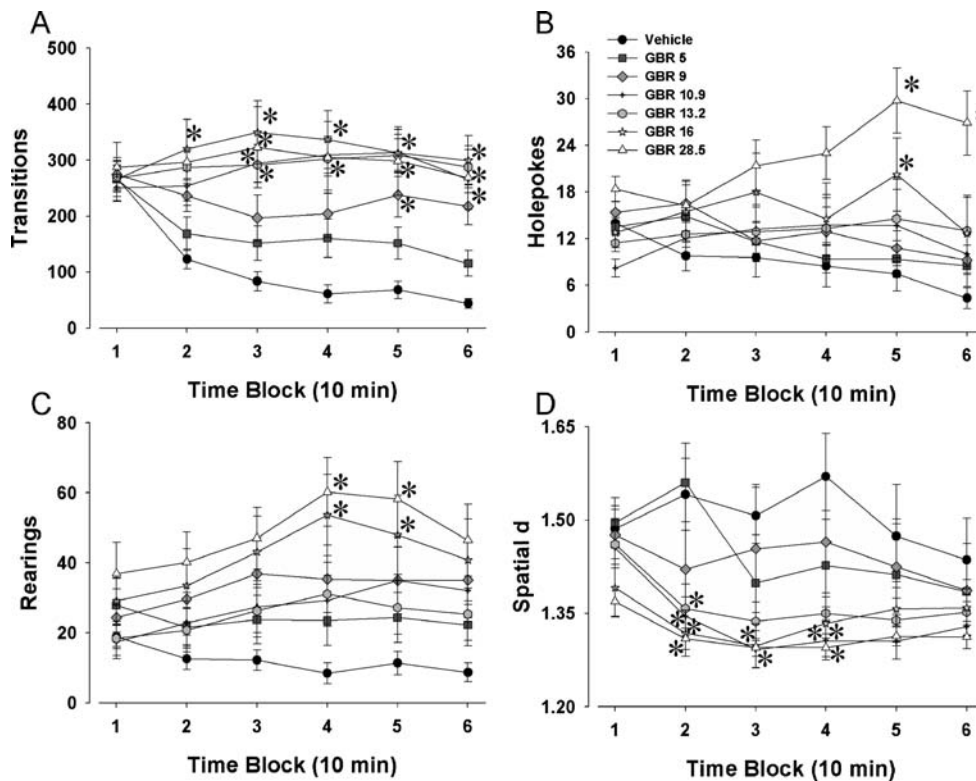 A
500
400
300
200
100
0
Transitions
* * * * *
* * *
* * * * *
* *
1 2 3 4 5 6
Time Block (10 min)
B
36
30
24
18
12
6
0
Holepokes
Vehicle
GBR 5
GBR 9
GBR 10.9
GBR 13.2
GBR 16
GBR 28.5
*
*
1 2 3 4 5 6
Time Block (10 min)
C
80
60
40
20
0
Rearings
* *
* *
1 2 3 4 5 6
Time Block (10 min)
D
1.65
1.50
1.35
1.20
Spatial d
*
* * * * *
* * *
1 2 3 4 5 6
Time Block (10 min)